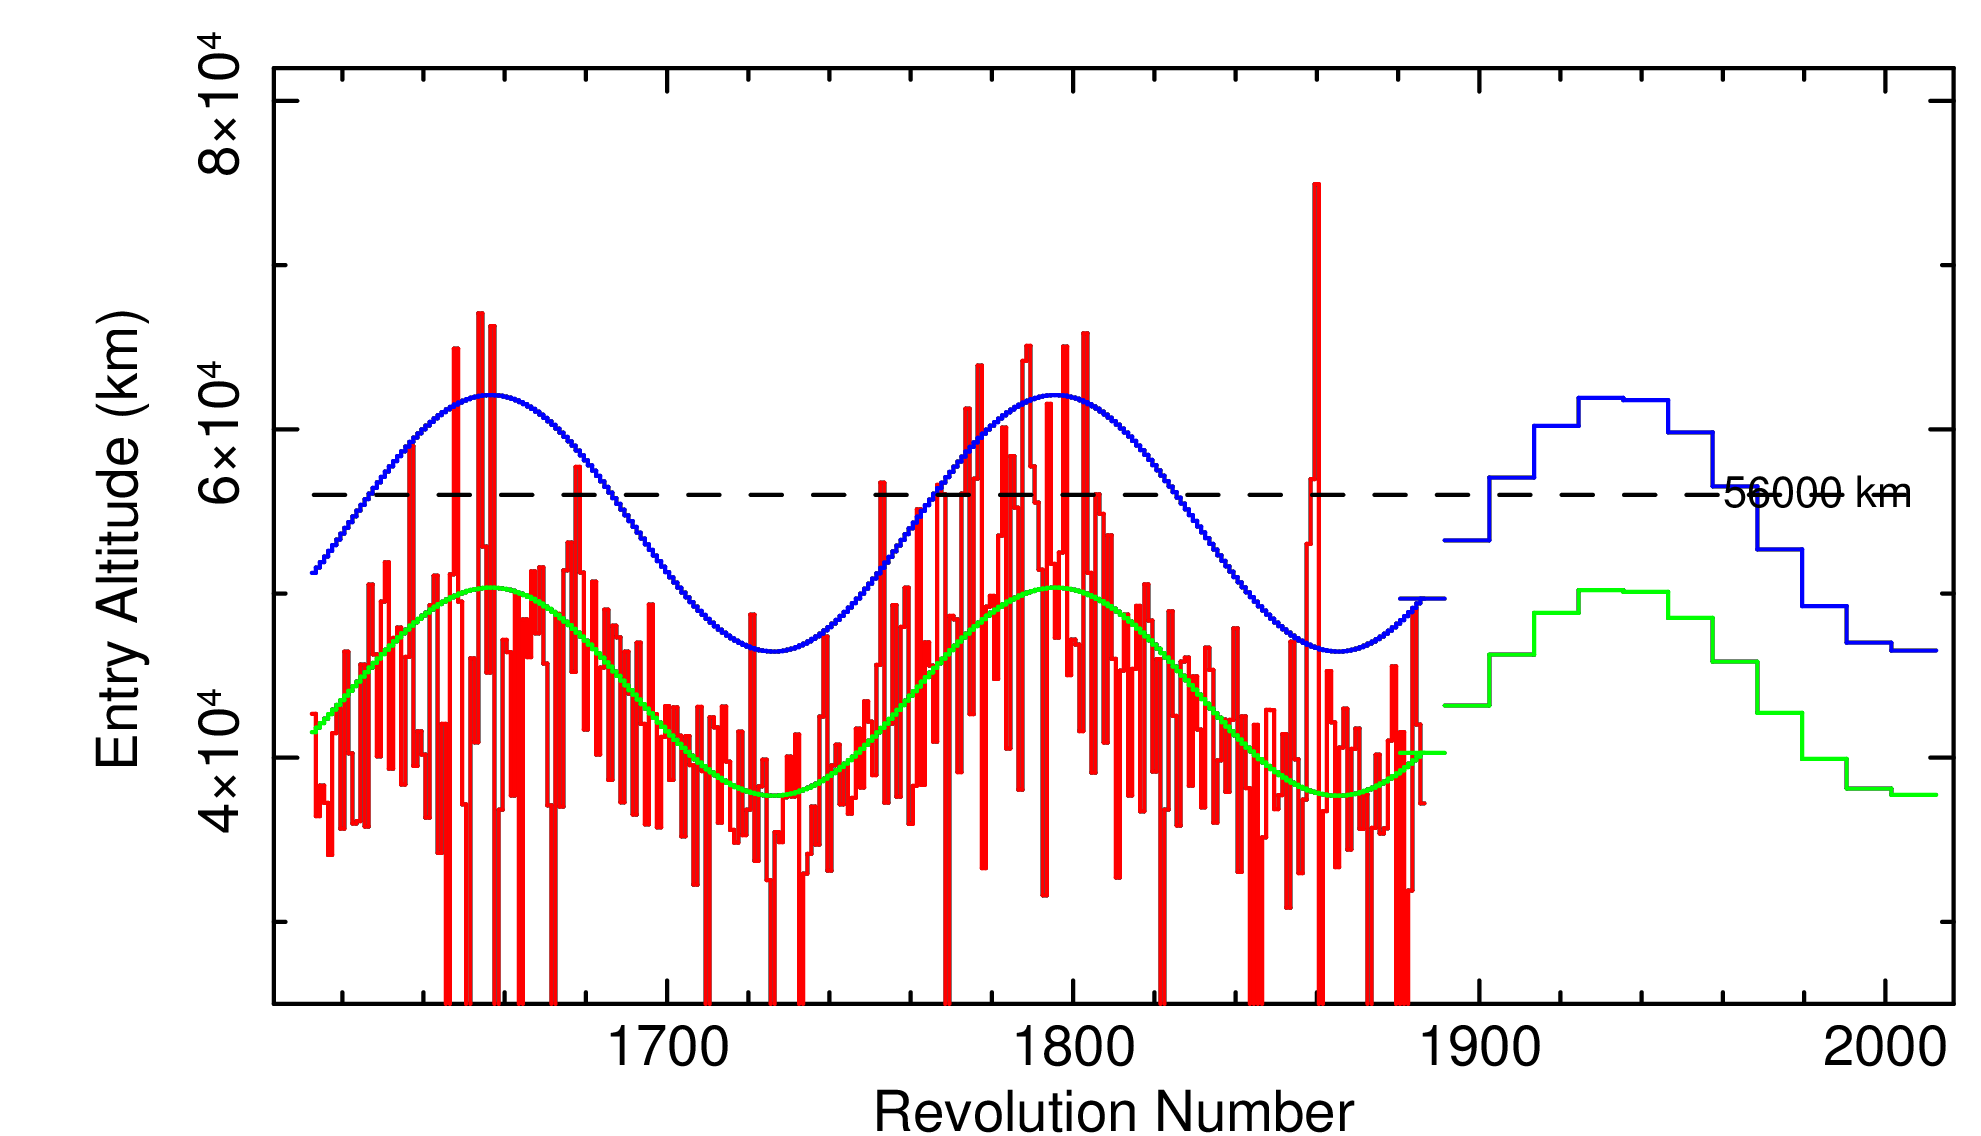 8×10⁴
6×10⁴
4×10⁴
Entry Altitude (km)
56000 km
1700 1800 1900 2000
Revolution Number